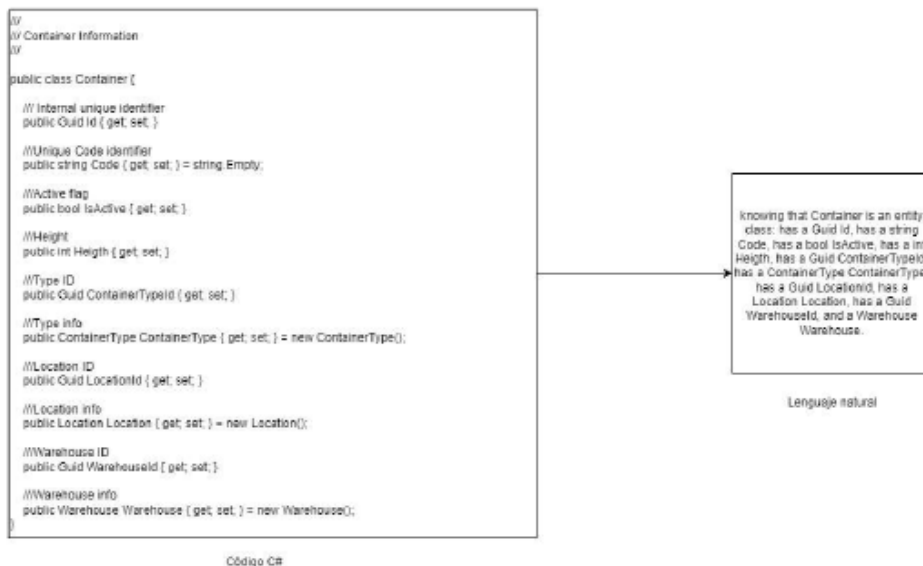 ///
/// Container Information
///
public class Container {
/// Internal unique identifier
public Guid Id { get; set; }
///Unique Code identifier
public string Code { get; set; } = string.Empty;
///Active flag
public bool IsActive { get; set; }
///Height
public int Heigth { get; set; }
///Type ID
public Guid ContainerTypeId { get; set; }
///Type info
public ContainerType ContainerType { get; set; } = new ContainerType();
///Location ID
public Guid LocationId { get; set; }
///Location info
public Location Location { get; set; } = new Location();
///Warehouse ID
public Guid WarehouseId { get; set; }
///Warehouse info
public Warehouse Warehouse { get; set; } = new Warehouse();
}
Código C#
knowing that Container is an entity
class: has a Guid Id, has a string
Code, has a bool IsActive, has a int
Heigth, has a Guid ContainerTypeId,
has a ContainerType ContainerType,
has a Guid LocationId, has a
Location Location, has a Guid
WarehouseId, and a Warehouse
Warehouse.
Lenguaje natural